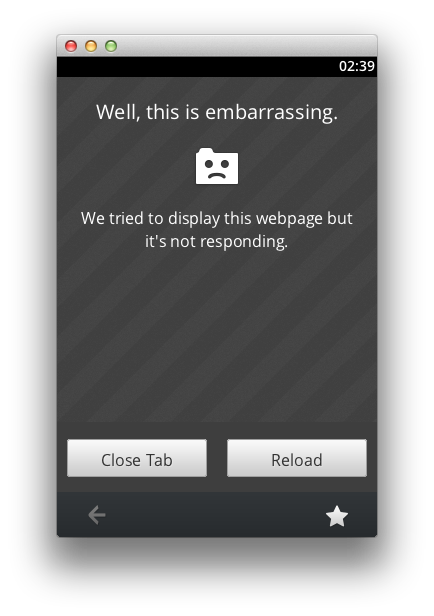 02:39
Well, this is embarrassing.
We tried to display this webpage but
it's not responding.
Close Tab
Reload